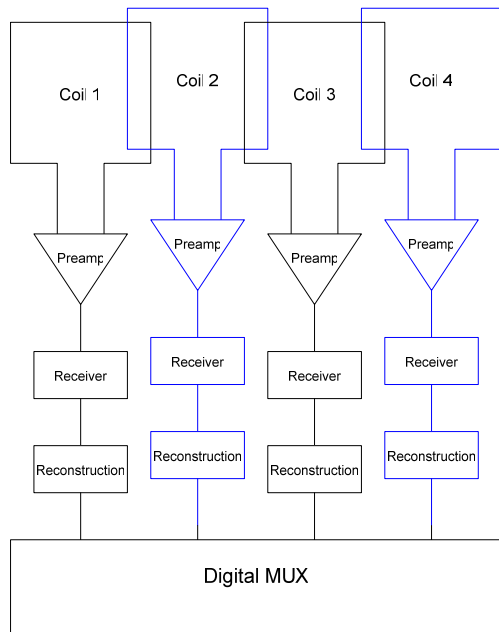 Coil 1
Coil 2
Coil 3
Coil 4
Preamp
Preamp
Preamp
Preamp
Receiver
Receiver
Receiver
Receiver
Reconstruction
Reconstruction
Reconstruction
Reconstruction
Digital MUX